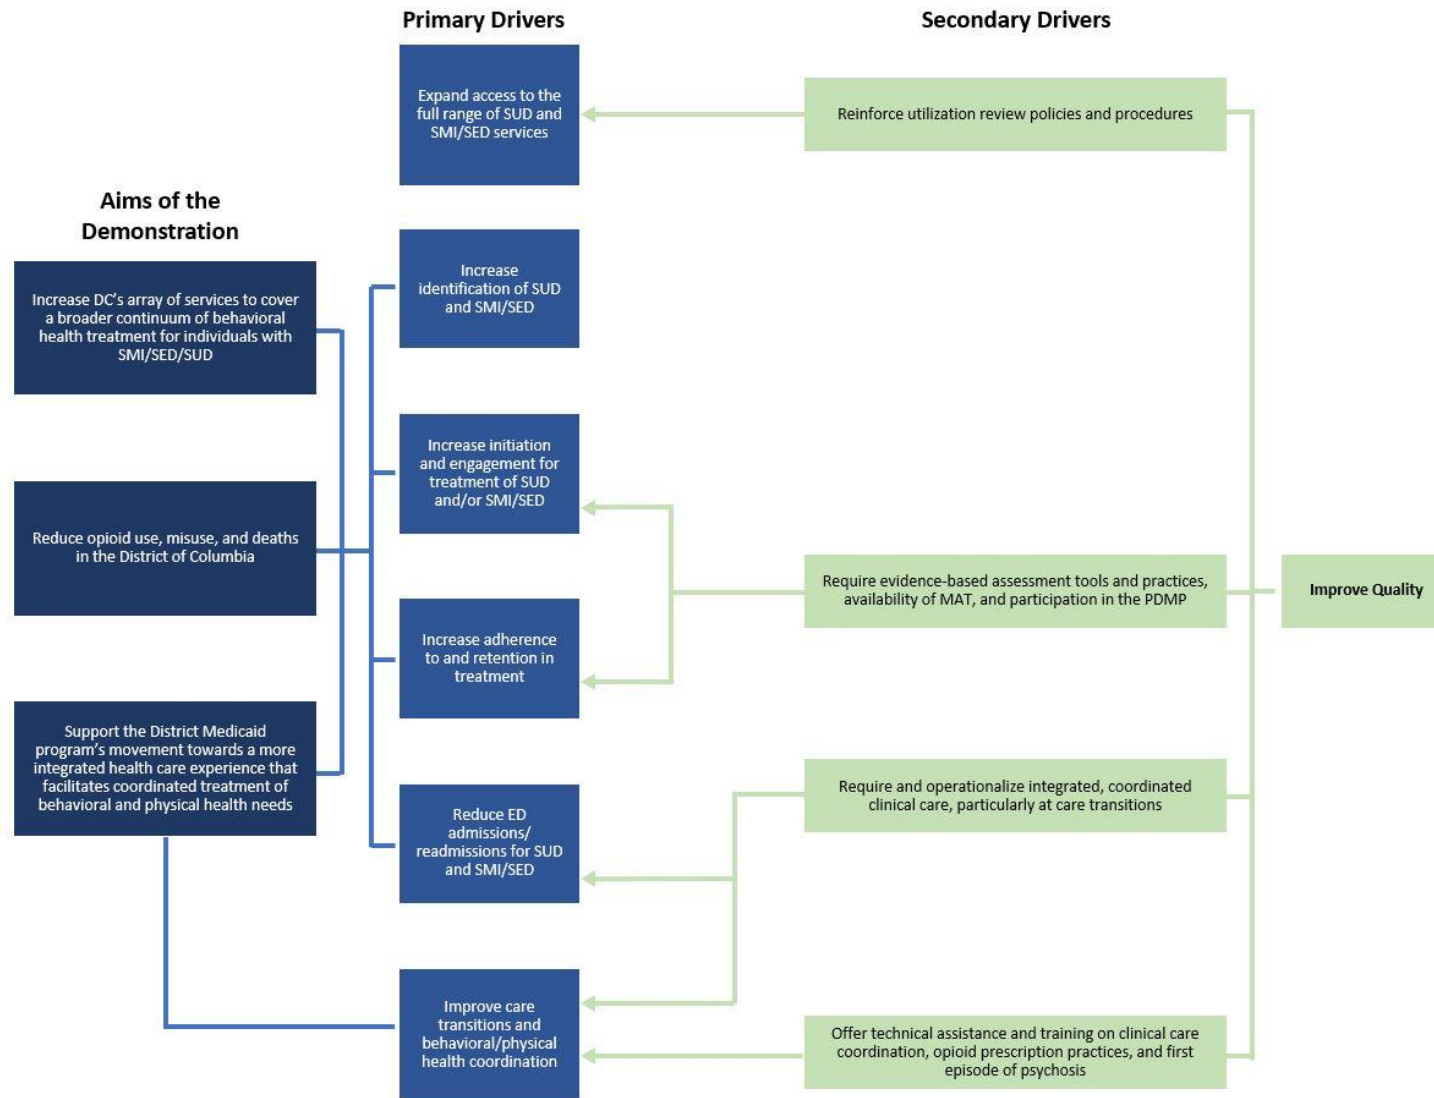 Primary Drivers
Secondary Drivers
Expand access to the
full range of SUD and
SMI/SED services
Reinforce utilization review policies and procedures
Aims of the
Demonstration
Increase DC’s array of services to cover
a broader continuum of behavioral
health treatment for individuals with
SMI/SED/SUD
Increase
identification of SUD
and SMI/SED
Increase initiation
and engagement for
treatment of SUD
and/or SMI/SED
Reduce opioid use, misuse, and deaths
in the District of Columbia
Require evidence-based assessment tools and practices,
availability of MAT, and participation in the PDMP
Improve Quality
Increase adherence
to and retention in
treatment
Support the District Medicaid
program’s movement towards a more
integrated health care experience that
facilitates coordinated treatment of
behavioral and physical health needs
Require and operationalize integrated, coordinated
clinical care, particularly at care transitions
Reduce ED
admissions/
readmissions for SUD
and SMI/SED
Improve care
transitions and
behavioral/physical
health coordination
Offer technical assistance and training on clinical care
coordination, opioid prescription practices, and first
episode of psychosis